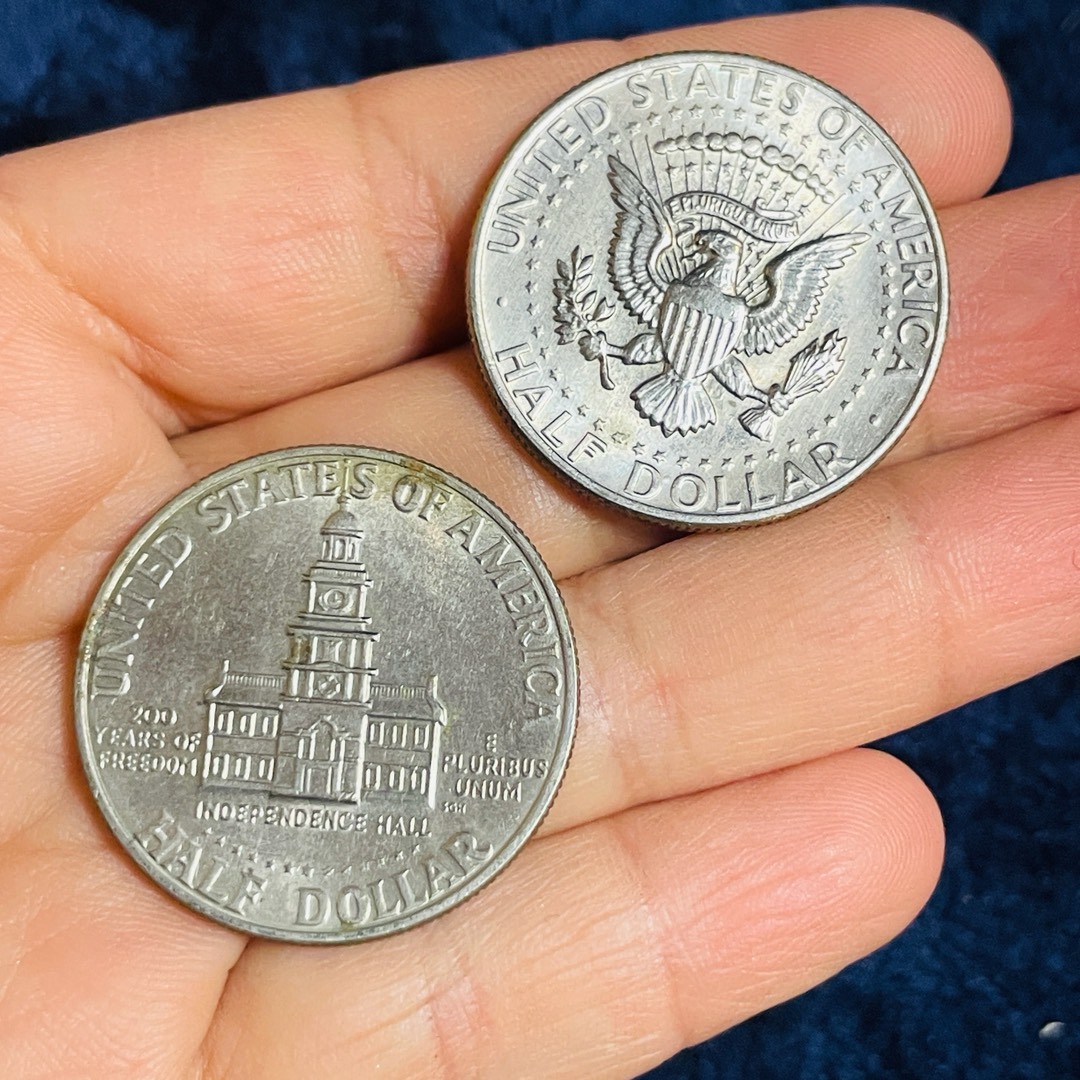 UNITED STATES OF AMERICA
E PLURIBUS UNUM
HALF DOLLAR
UNITED STATES OF AMERICA
200
YEARS OF
FREEDOM
E
PLURIBUS
UNUM
SGH
INDEPENDENCE HALL
HALF DOLLAR